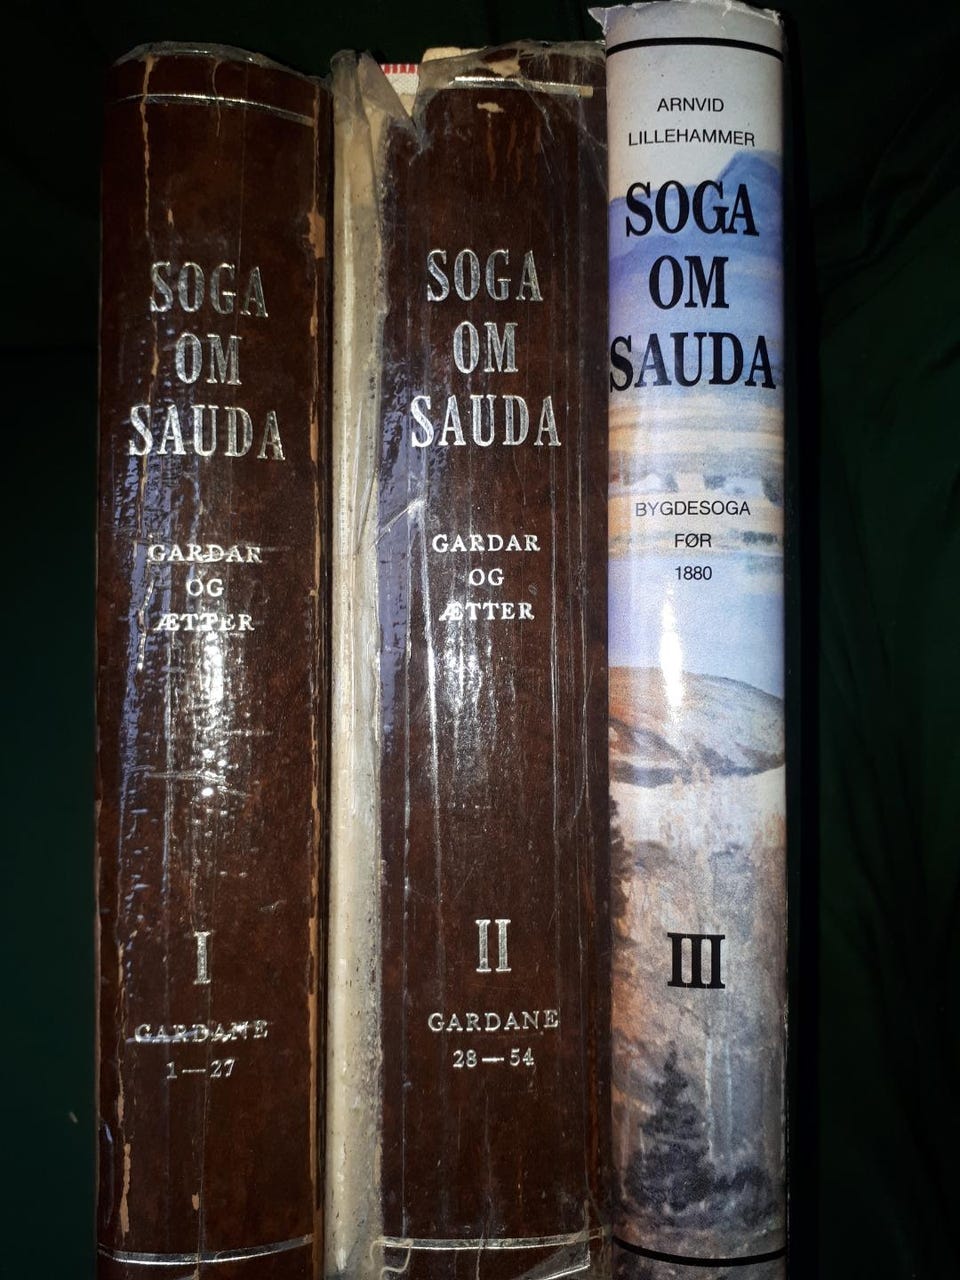 SOGA
OM
SAUDA
GARDAR
OG
ÆTTER
I
GARDANE
1—27
SOGA
OM
SAUDA
GARDAR
OG
ÆTTER
II
GARDANE
28—54
ARNVID
LILLEHAMMER
SOGA
OM
SAUDA
BYGDESOGA
FØR
1880
III